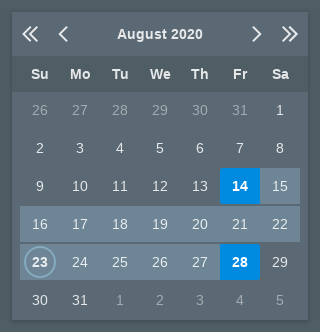 August 2020
Su Mo Tu We Th Fr Sa
26 27 28 29 30 31 1
2 3 4 5 6 7 8
9 10 11 12 13 14 15
16 17 18 19 20 21 22
23 24 25 26 27 28 29
30 31 1 2 3 4 5